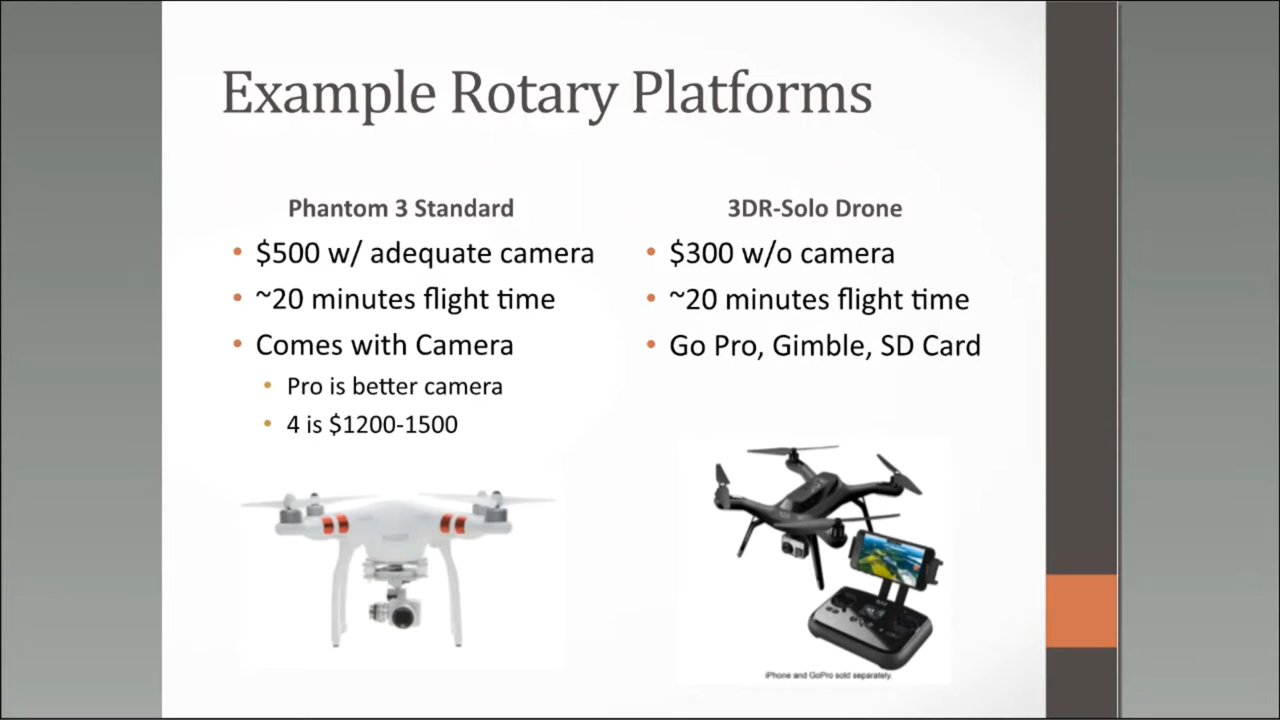 Example Rotary Platforms
Phantom 3 Standard
• $500 w/ adequate camera
• ~20 minutes flight time
• Comes with Camera
• Pro is better camera
• 4 is $1200-1500
3DR-Solo Drone
• $300 w/o camera
• ~20 minutes flight time
• Go Pro, Gimble, SD Card
iPhone and GoPro sold separately.